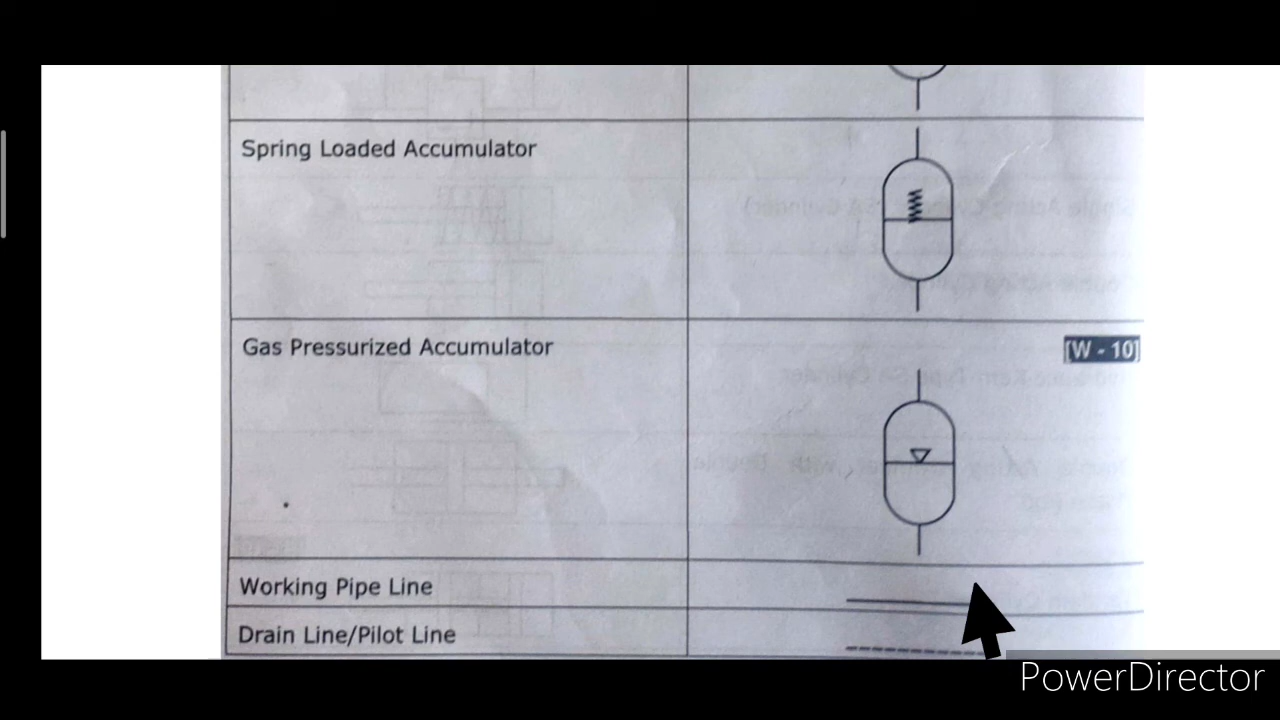 Spring Loaded Accumulator
Gas Pressurized Accumulator
[W - 10]
Working Pipe Line
Drain Line/Pilot Line
PowerDirector